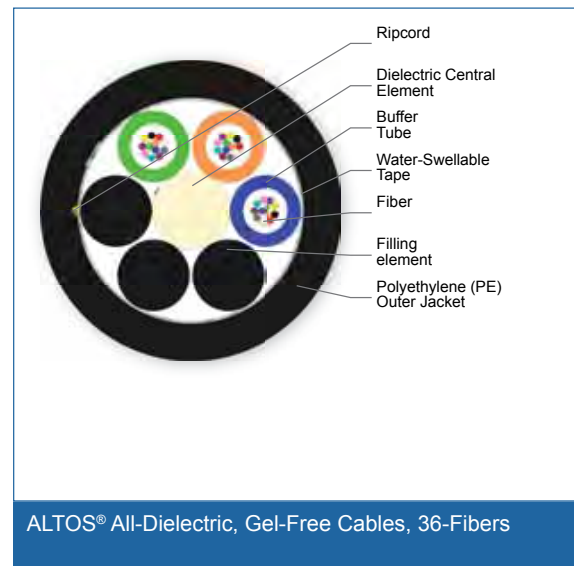 Ripcord
Dielectric Central
Element
Buffer
Tube
Water-Swellable
Tape
Fiber
Filling
element
Polyethylene (PE)
Outer Jacket
ALTOS® All-Dielectric, Gel-Free Cables, 36-Fibers